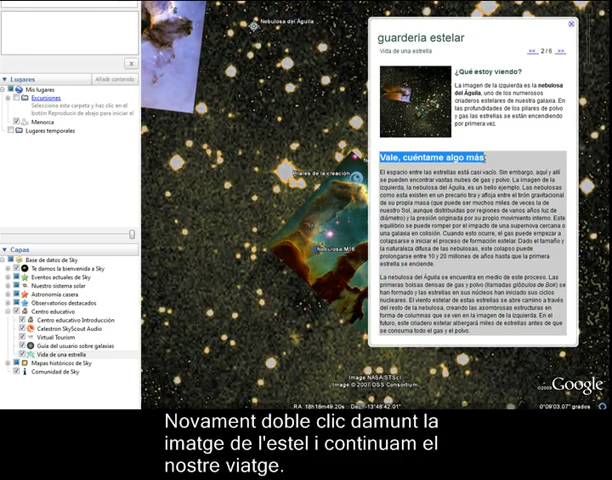 Nebulosa del Águila
Lugares
Añadir contenido
Mis lugares
Excursiones
Seleccione esta carpeta y haz clic en el
botón Reproducir de abajo para iniciar el
Menorca
Lugares temporales
Capas
Base de datos de Sky
Te damos la bienvenida a Sky
Eventos actuales de Sky
Nuestro sistema solar
Astronomía casera
Observatorios destacados
Centro educativo
Centro educativo Introducción
Celestron SkyScout Audio
Virtual Tourism
Guía del usuario sobre galaxias
Vida de una estrella
Mapas históricos de Sky
Comunidad de Sky
Pilares de la creación
Nebulosa M16
guardería estelar
Vida de una estrella
<< 2 / 6 >>
¿Qué estoy viendo?
La imagen de la izquierda es la nebulosa
del Águila, uno de los numerosos
criaderos estelares de nuestra galaxia. En
las profundidades de los pilares de polvo
y gas las estrellas se están encendiendo
por primera vez.
Vale, cuéntame algo más
El espacio entre las estrellas está casi vacío. Sin embargo, aquí y allí
se pueden encontrar vastas nubes de gas y polvo. La imagen de la
izquierda, la nebulosa del Águila, es un bello ejemplo. Las nebulosas
como esta existen en un precario tira y afloja entre el tirón gravitacional
de su propia masa (que puede ser muchos miles de veces la de
nuestro Sol, aunque distribuidas por regiones de varios años luz de
diámetro) y la presión originada por su propio movimiento interno. Este
equilibrio se puede romper por el impacto de una supernova cercana o
una galaxia en colisión. Cuando esto ocurre, el gas puede empezar a
colapsarse e iniciar el proceso de formación estelar. Dado el tamaño y
la naturaleza difusa de las nebulosas, este colapso puede
prolongarse entre 10 y 20 millones de años hasta que la primera
estrella se enciende.
La nebulosa del Águila se encuentra en medio de este proceso. Las
primeras bolsas densas de gas y polvo (llamadas glóbulos de Bok) se
han formado y las estrellas en sus núcleos han iniciado sus ciclos
nucleares. El viento estelar de estas estrellas se abre camino a través
del resto de la nebulosa, creando las asombrosas estructuras en
forma de columnas que se ven en la imagen de la izquierda. En el
futuro, este criadero estelar albergará miles de estrellas antes de que
se consuma todo el gas y el polvo.
Image NASA/STScI
Image © 2007 DSS Consortium
Google
RA 18h18m49.20s Dec -13°48'42.01"
0°09'03.07" grados
Novament doble clic damunt la
imatge de l'estel i continuam el
nostre viatge.